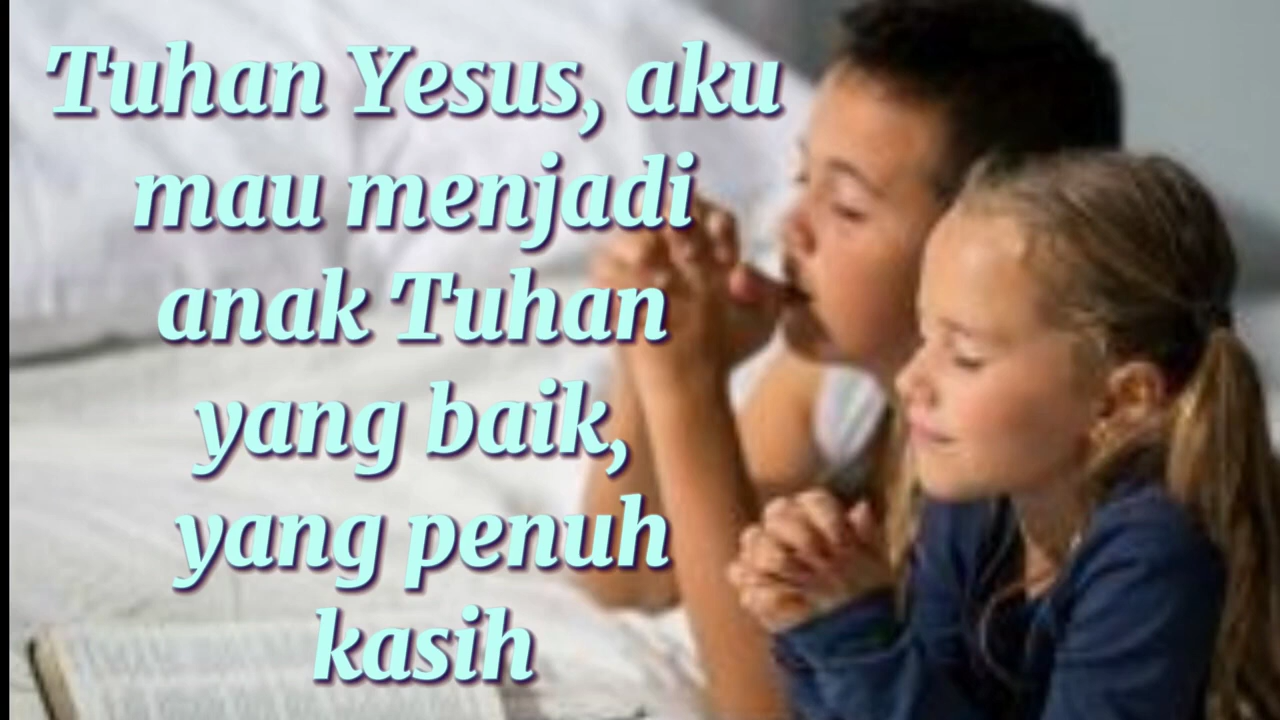 Tuhan Yesus, aku
mau menjadi
anak Tuhan
yang baik,
yang penuh
kasih